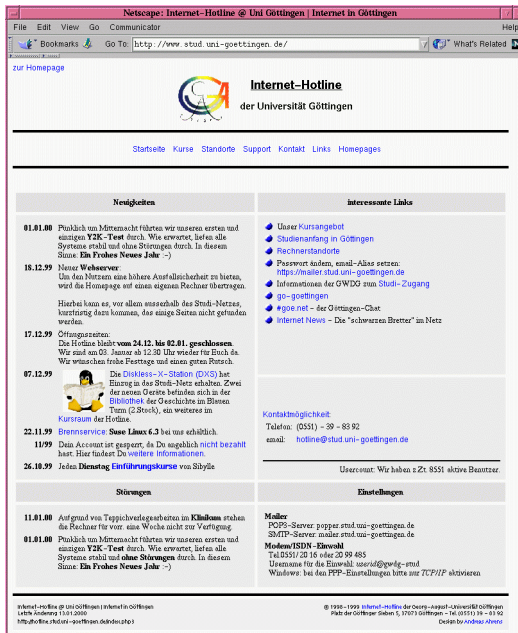 Netscape: Internet-Hotline @ Uni Göttingen | Internet in Göttingen
File Edit View Go Communicator Help
Bookmarks Go To: http://www.stud.uni-goettingen.de/ What's Related
zur Homepage
Internet-Hotline
der Universität Göttingen
Startseite Kurse Standorte Support Kontakt Links Homepages
Neuigkeiten
01.01.00 Pünklich um Mitternacht führten wir unseren ersten und
einzigen Y2K-Test durch. Wie erwartet, liefen alle
Systeme stabil und ohne Störungen durch. In diesem
Sinne: Ein Frohes Neues Jahr :-)
18.12.99 Neuer Webserver:
Um den Nutzern eine höhere Ausfallsicherheit zu bieten,
wird die Homepage auf einen eigenen Rechner übertragen.
Hierbei kann es, vor allem ausserhalb des Studi-Netzes,
kurzfristig dazu kommen, das einige Seiten nicht gefunden
werden.
17.12.99 Öffnungszeiten:
Die Hotline bleibt vom 24.12. bis 02.01. geschlossen.
Wir sind am 03. Januar ab 12.30 Uhr wieder für Euch da.
Wir wünschen frohe Festtage und einen guten Rutsch.
07.12.99 Die Diskless-X-Station (DXS) hat
Einzug in das Studi-Netz erhalten. Zwei
der neuen Geräte befinden sich in der
Bibliothek der Geschichte im Blauen
Turm (2.Stock), ein weiteres im
Kursraum der Hotline.
22.11.99 Brennservice: Suse Linux 6.3 bei uns erhältlich.
11/99 Dein Account ist gesperrt, da Du angeblich nicht bezahlt
hast. Hier findest Du weitere Informationen.
26.10.99 Jeden Dienstag Einführungskurse von Sibylle
interessante Links
Unser Kursangebot
Studienanfang in Göttingen
Rechnerstandorte
Passwort ändern, email-Alias setzen:
https://mailer.stud.uni-goettingen.de
Informationen der GWDG zum Studi-Zugang
go-goettingen
#goe.net - der Göttingen-Chat
Internet News - Die "schwarzen Bretter" im Netz
Kontaktmöglichkeit:
Telefon: (0551) - 39 - 83 92
email: hotline@stud.uni-goettingen.de
Usercount: Wir haben z.Zt. 8551 aktive Benutzer.
Störungen
11.01.00 Aufgrund von Teppichverlegearbeiten im Klinikum stehen
die Rechner für vorr. eine Woche nicht zur Verfügung.
01.01.00 Pünklich um Mitternacht führten wir unseren ersten und
einzigen Y2K-Test durch. Wie erwartet, liefen alle
Systeme stabil und ohne Störungen durch. In diesem
Sinne: Ein Frohes Neues Jahr :-)
Einstellungen
Mailer
POP3-Server: popper.stud.uni-goettingen.de
SMTP-Server: mailer.stud.uni-goettingen.de
Modem/ISDN-Einwahl
Tel.0551/ 20 16 oder 20 99 485
Username für die Einwahl: userid@gwdg-stud
Windows: bei den PPP-Einstellungen bitte nur TCP/IP aktivieren
Internet-Hotline @ Uni Göttingen | Internet in Göttingen
Letzte Änderung 13.01.2000
http://hotline.stud.uni-goettingen.de/index.php3
© 1996-1999 Internet-Hotline der Georg-August-Universität Göttingen
Platz der Göttinger Sieben 5, 37073 Göttingen - Tel. (0551) 39 - 83 92
Design by Andreas Ahrens